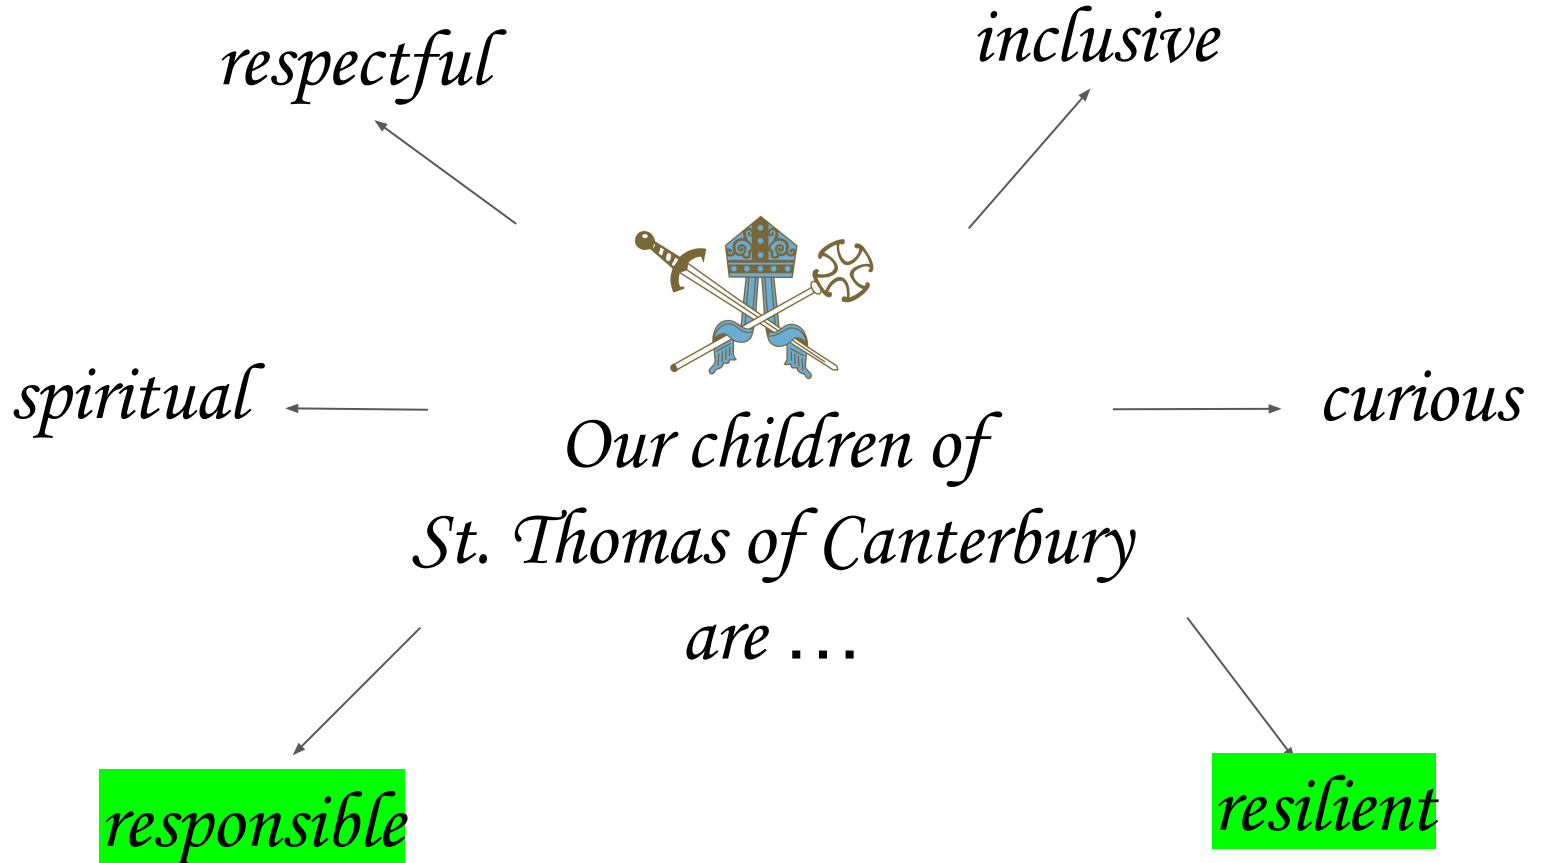 respectful
inclusive
spiritual
curious
Our children of
St. Thomas of Canterbury
are ...
responsible
resilient